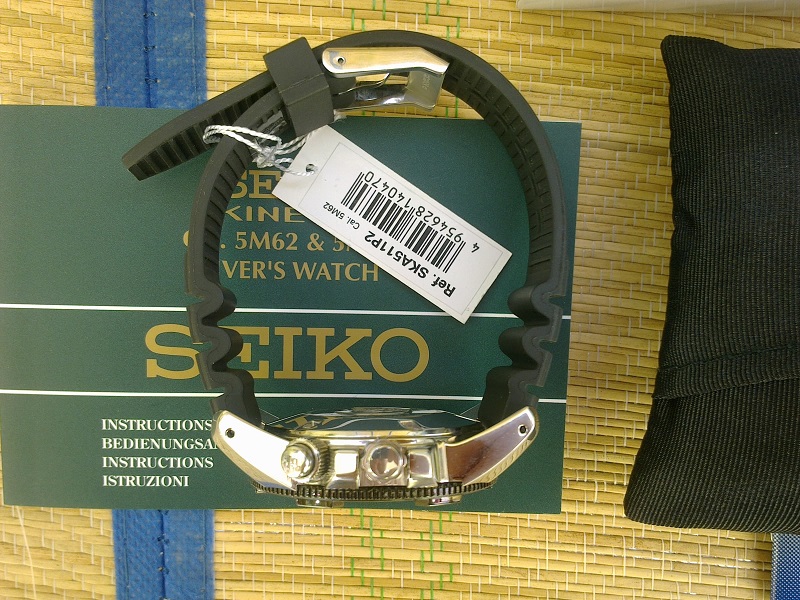 SE
KINE
5M62 & 5
VER'S WATCH
SEIKO
INSTRUCTIONS
BEDIENUNGSA
INSTRUCTIONS
ISTRUZIONI
Ref. SKA511P2
Cal. 5M62
4 954628 140470